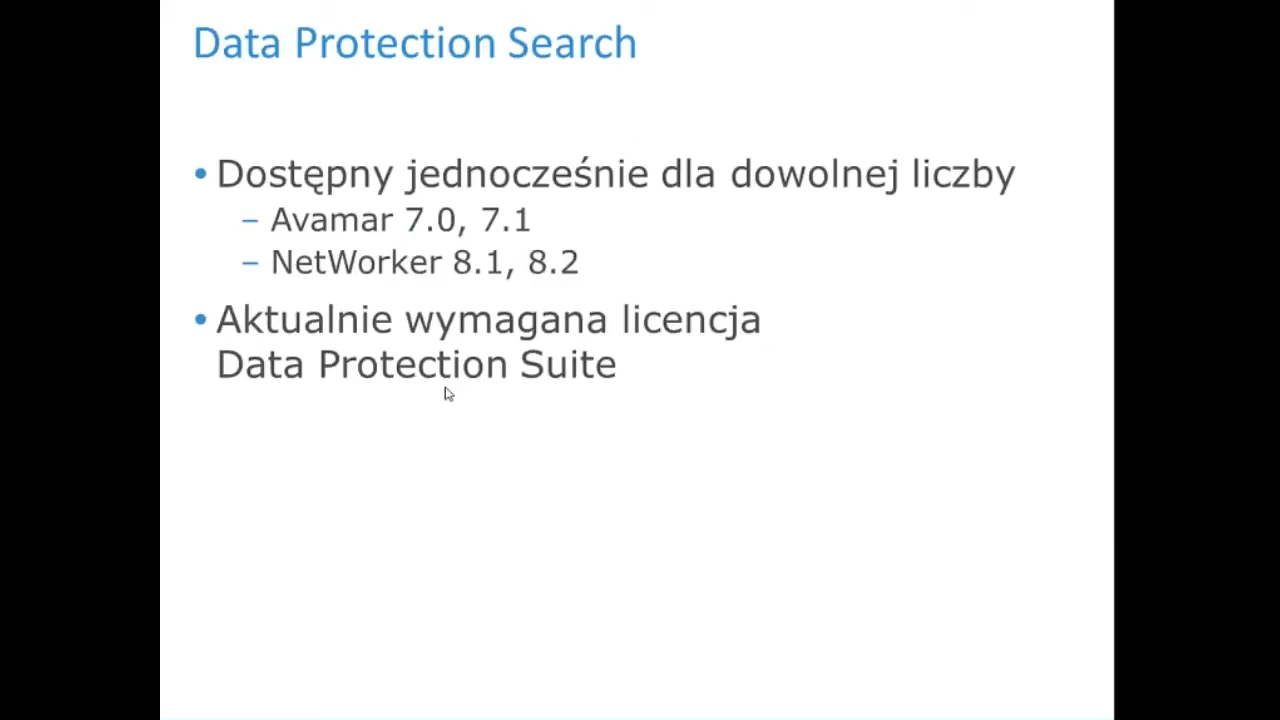 Data Protection Search
• Dostępny jednocześnie dla dowolnej liczby
– Avamar 7.0, 7.1
– NetWorker 8.1, 8.2
• Aktualnie wymagana licencja
Data Protection Suite